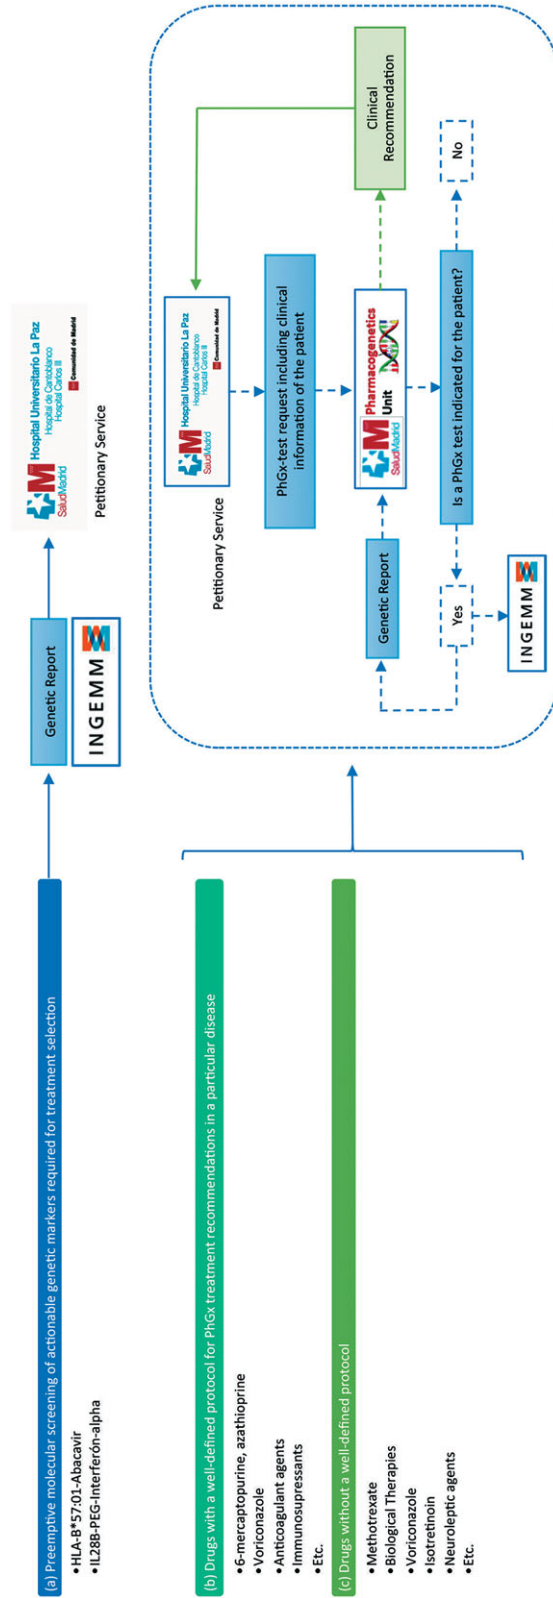 (a) Preemptive molecular screening of actionable genetic markers required for treatment selection
•HLA-B*57:01-Abacavir
•IL28B-PEG-Interferón-alpha
Genetic Report
INGEMM
Hospital Universitario La Paz
Hospital de Cantoblanco
Hospital Carlos III
SaludMadrid
Comunidad de Madrid
Petitionary Service
(b) Drugs with a well-defined protocol for PhGx treatment recommendations in a particular disease
•6-mercaptopurine, azathioprine
•Voriconazole
•Anticoagulant agents
•Immunosupressants
•Etc.
(c) Drugs without a well-defined protocol
•Methotrexate
•Biological Therapies
•Voriconazole
•Isotretinoin
•Neuroleptic agents
•Etc.
Petitionary Service
Hospital Universitario La Paz
Hospital de Cantoblanco
Hospital Carlos III
SaludMadrid
Comunidad de Madrid
PhGx-test request including clinical
information of the patient
Genetic Report
SaludMadrid
Pharmacogenetics
Unit
Clinical
Recommendation
Is a PhGx test indicated for the patient?
Yes
No
INGEMM